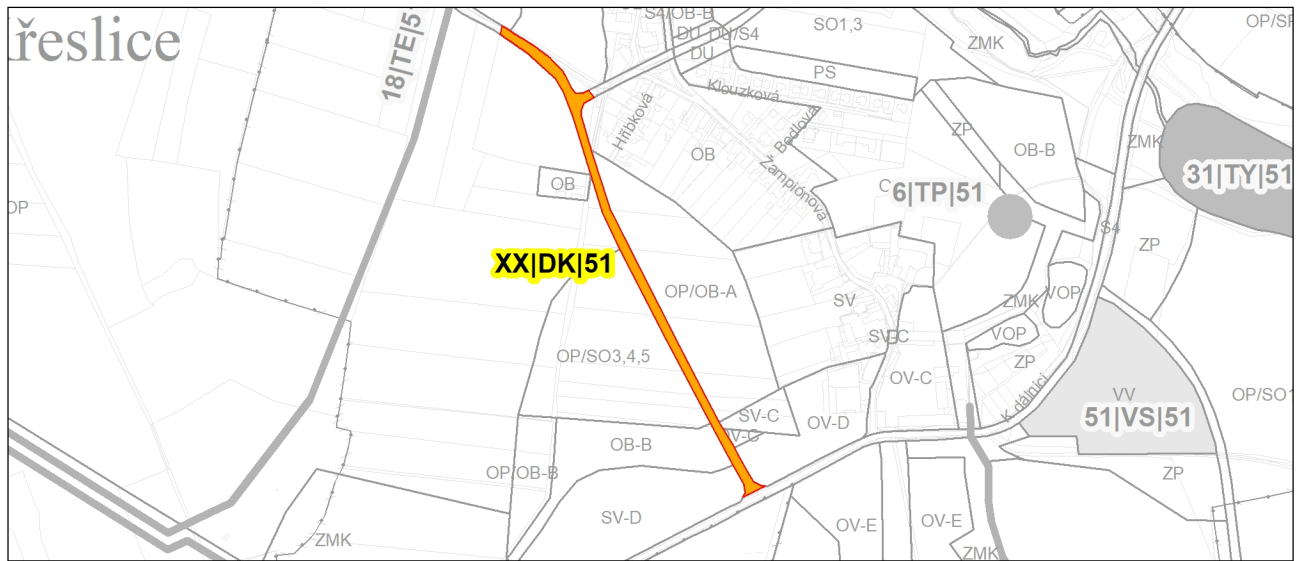 řeslice
18|TE|5
S4/OB-B
DU
DU/S4
DU
SO1,3
PS
ZMK
OP/SP
Klouzková
Hřibková
Bedlová
Žampiónova
OB
OB
ZP
OB-B
ZMK
31|TY|51
6|TP|51
S4
ZP
OP
XX|DK|51
OP/OB-A
SV
ZMK
VOP
VOP
SV-C
ZP
OP/SO3,4,5
OV-C
K dálnici
VV
51|VS|51
OP/SO1
SV-C
OV-C
OV-D
OB-B
OP/OB-B
ZP
SV-D
OV-E
OV-E
ZMK
ZMK